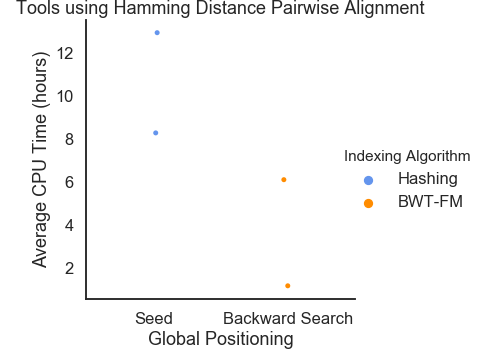 Tools using Hamming Distance Pairwise Alignment
Average CPU Time (hours)
12
10
8
6
4
2
Seed
Backward Search
Global Positioning
Indexing Algorithm
Hashing
BWT-FM